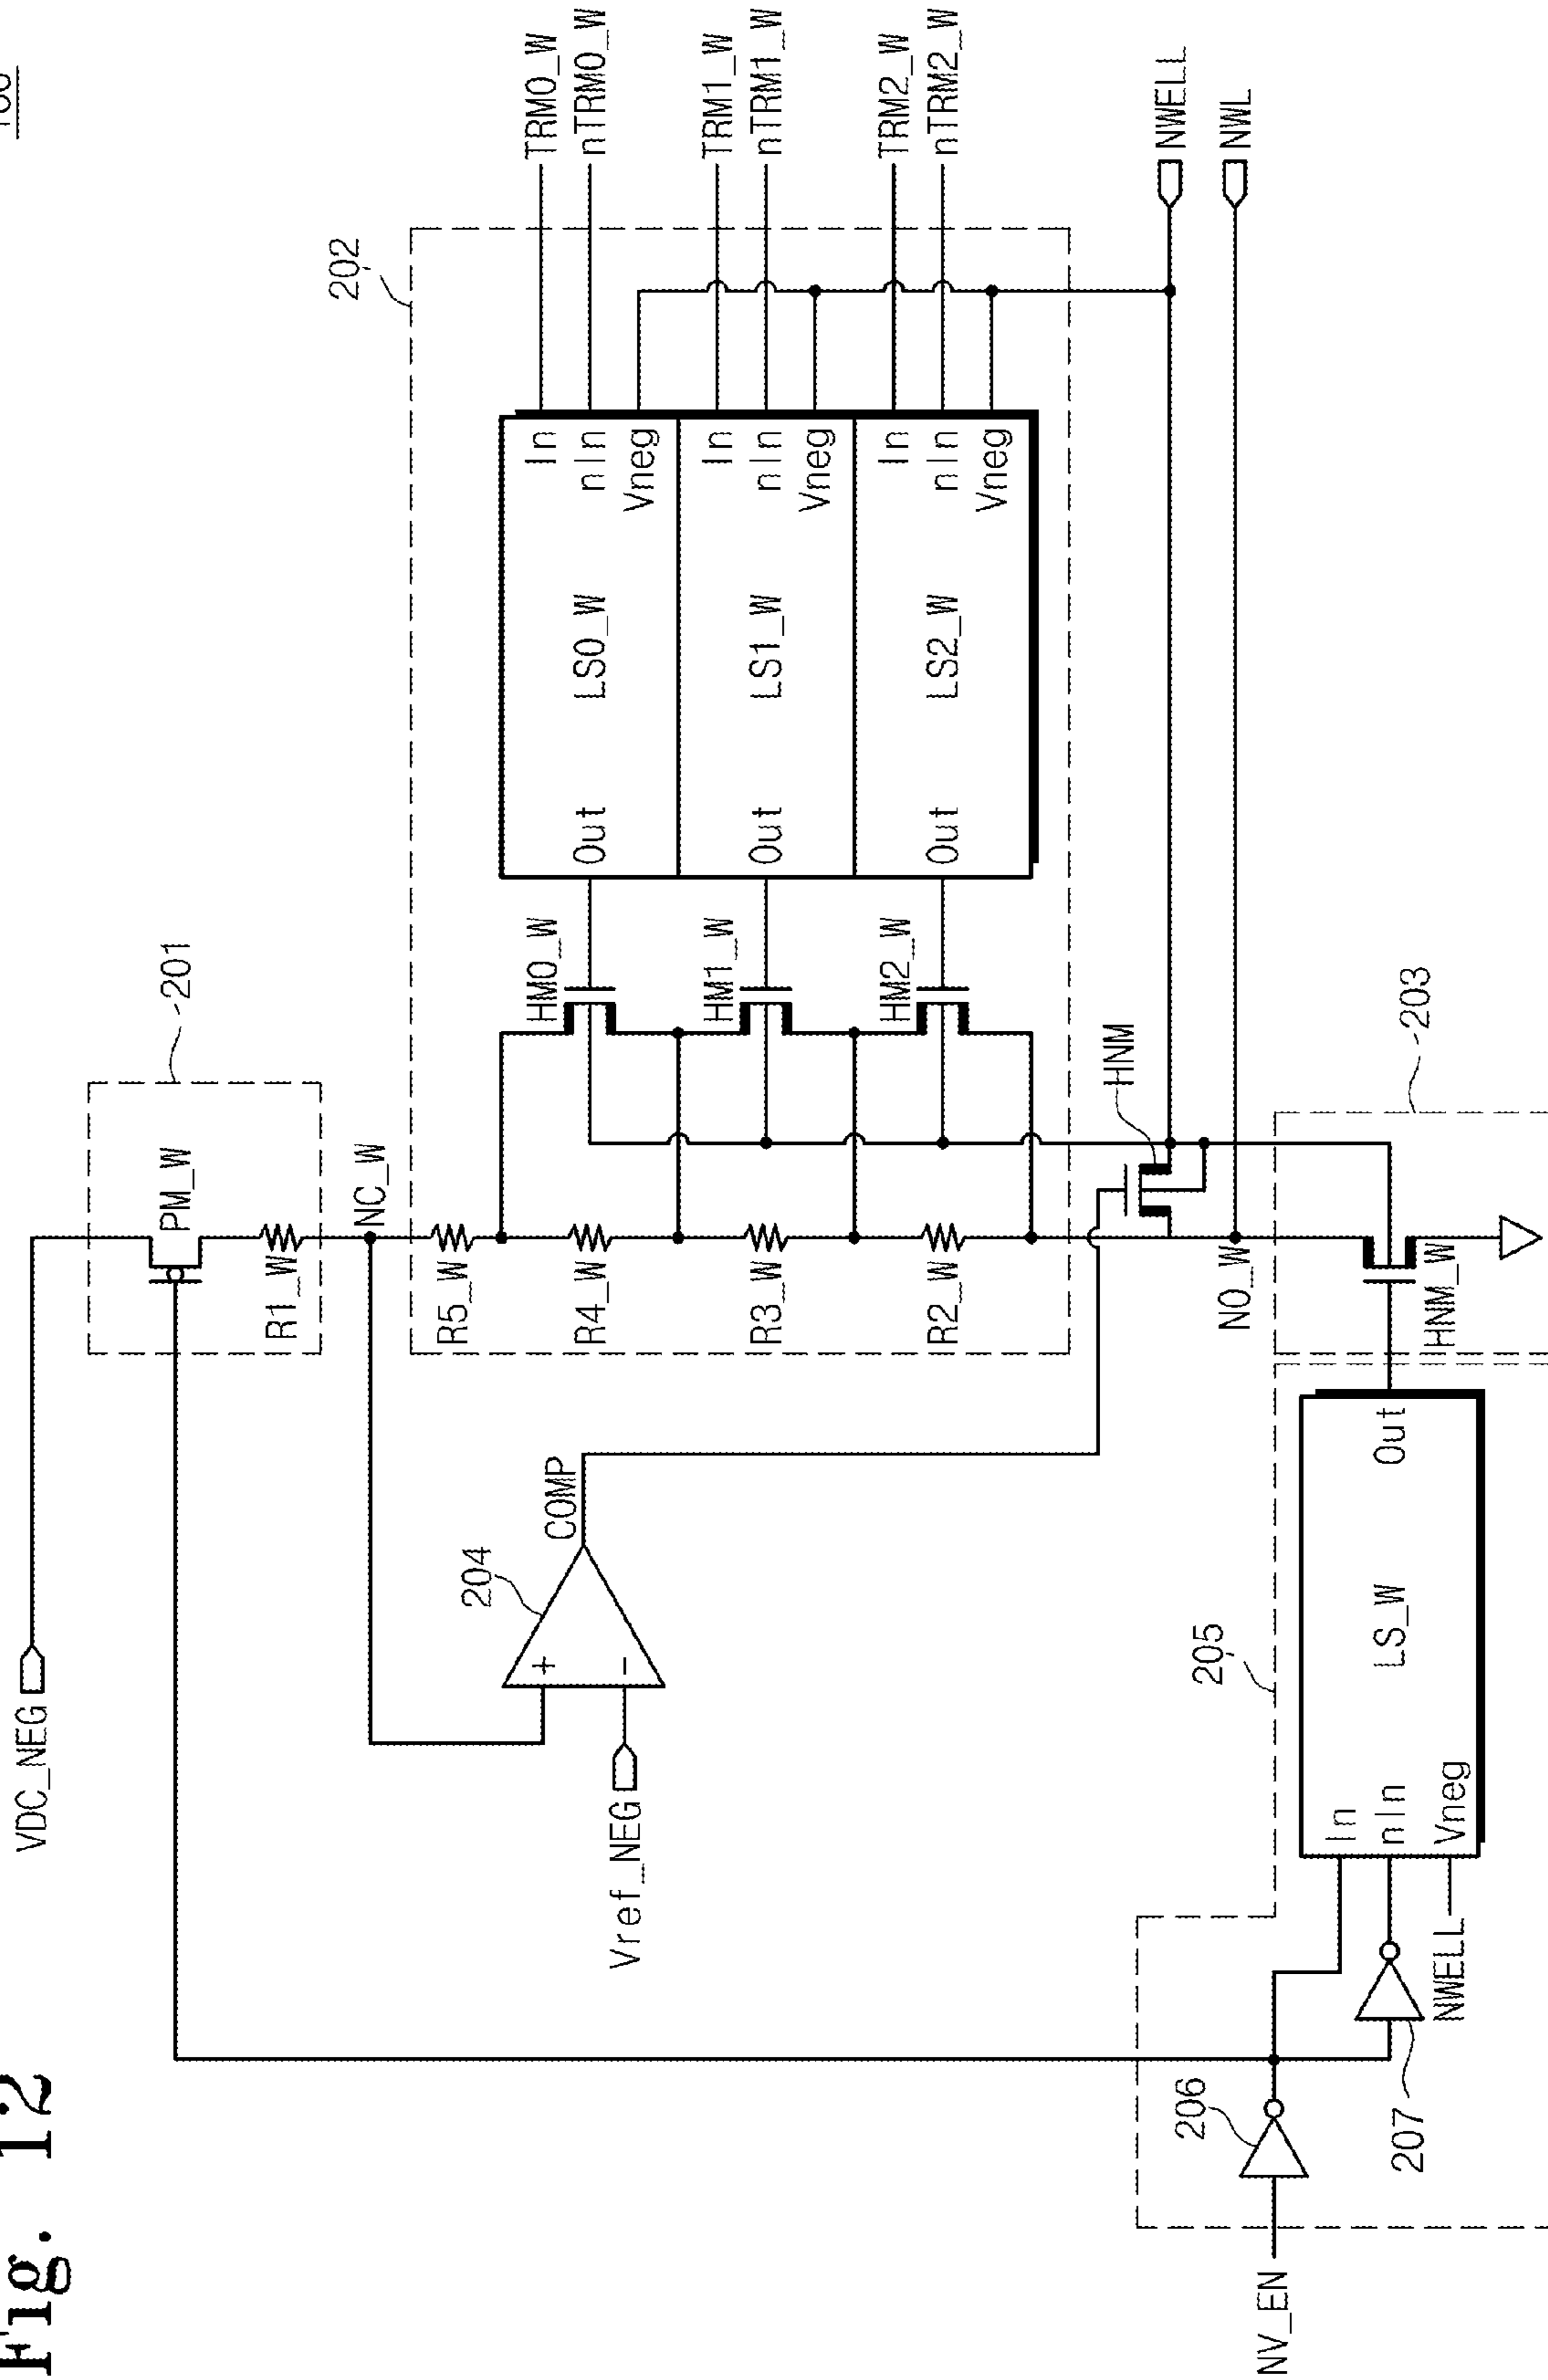 Fig. 12
VDC_NEG
201
PM_W
R1_W
NC_W
202
R5_W
R4_W
R3_W
R2_W
HM0_W
HM1_W
HM2_W
Out
LS0_W
In
nIn
Vneg
Out
LS1_W
In
nIn
Vneg
Out
LS2_W
In
nIn
Vneg
TRM0_W
nTRM0_W
TRM1_W
nTRM1_W
TRM2_W
nTRM2_W
NWELL
NWL
204
+
-
COMP
Vref_NEG
HNM
NO_W
203
HNM_W
205
In
nIn
Vneg
LS_W
Out
NWELL
206
207
NV_EN